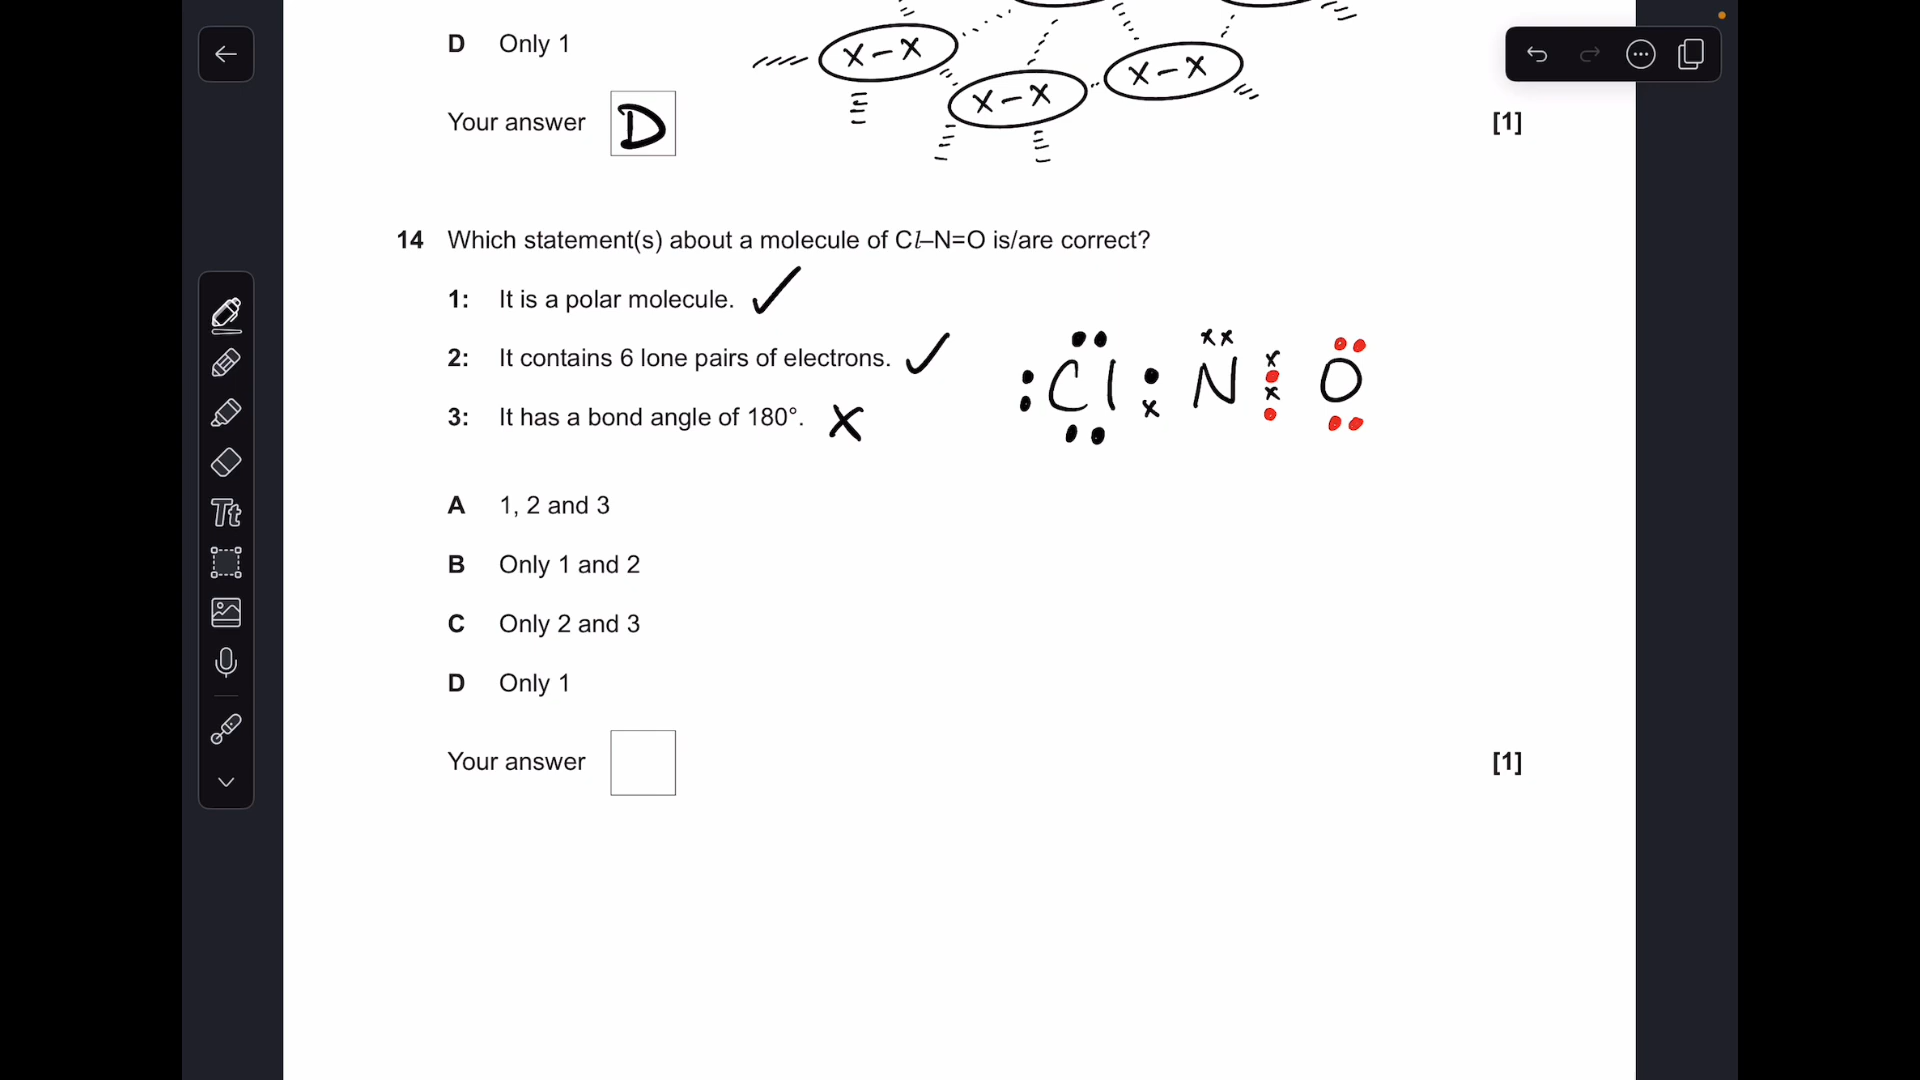 D Only 1
x – x
x – x
x – x
Your answer D [1]
14 Which statement(s) about a molecule of Cl–N=O is/are correct?
1: It is a polar molecule. ✓
2: It contains 6 lone pairs of electrons. ✓
3: It has a bond angle of 180°. X
x x
Cl x N x x O
A 1, 2 and 3
B Only 1 and 2
C Only 2 and 3
D Only 1
Your answer [1]
Tt